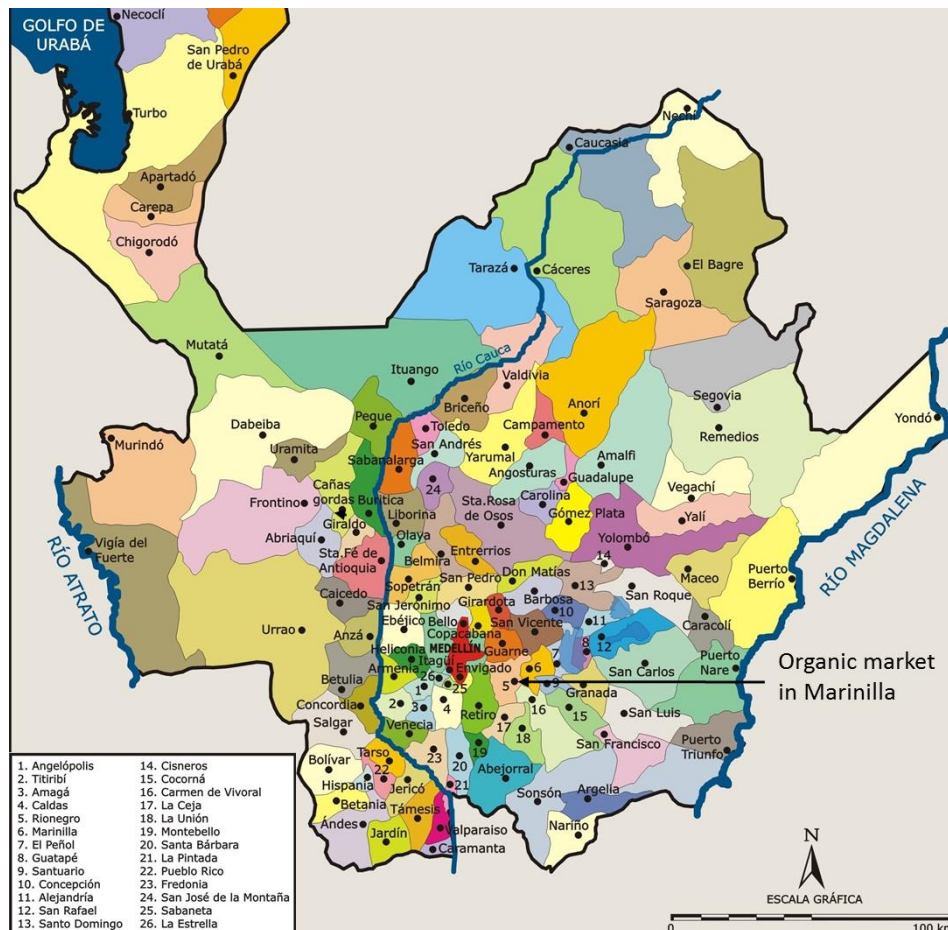 GOLFO DE
URABÁ
Necoclí
San Pedro
de Urabá
Turbo
Nechí
Caucasia
Apartadó
Carepa
Chigorodó
El Bagre
Tarazá
Cáceres
Saragoza
Mutatá
Río Cauca
Ituango
Valdivia
Segovia
Briceño
Anorí
Peque
Dabeiba
Toledo
Campamento
Remedios
Yondó
Murindó
San Andrés
Uramita
Sabanalarga
Yarumal
Amalfi
Angosturas
Guadalupe
Cañas
gordas
24
Vegachí
Frontino
Buritica
Carolina
Sta.Rosa
de Osos
Gómez Plata
Yalí
Liborina
Giraldo
Abriaquí
Olaya
Yolombó
RÍO MAGDALENA
Vigía del
Fuerte
RÍO ATRATO
Sta.Fé de
Antioquia
Belmira
Entrerrios
14
Don Matías
Maceo
Puerto
Berrío
San Pedro
Sopetrán
13
San Roque
Caicedo
San Jerónimo
Girardota
Barbosa
10
Caracolí
Urrao
Anzá
Ebéjico
Bello
Copacabana
San Vicente
11
12
Heliconia
MEDELLÍN
Guarne
8
Itagüí
Armenia
Envigado
6
7
San Carlos
Puerto
Nare
Organic market
in Marinilla
26
25
1
5
9
Granada
Betulia
Concordia
2
3
4
Retiro
16
15
San Luis
Salgar
17
18
Venecia
19
San Francisco
Puerto
Triunfo
Tarso
23
20
Bolívar
22
Abejorral
Hispania
Jericó
21
Argelia
Sonsón
Betania
Támesis
Andes
Jardín
Valparaiso
Nariño
Caramanta
1. Angelópolis
2. Titiribí
3. Amagá
4. Caldas
5. Rionegro
6. Marinilla
7. El Peñol
8. Guatapé
9. Santuario
10. Concepción
11. Alejandría
12. San Rafael
13. Santo Domingo
14. Cisneros
15. Cocorná
16. Carmen de Vivoral
17. La Ceja
18. La Unión
19. Montebello
20. Santa Bárbara
21. La Pintada
22. Pueblo Rico
23. Fredonia
24. San José de la Montaña
25. Sabaneta
26. La Estrella
N
ESCALA GRÁFICA
0
100 k